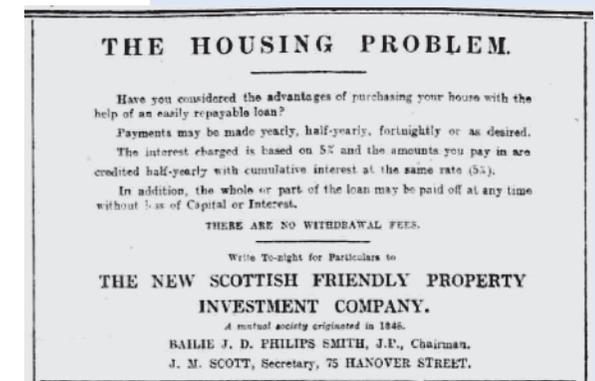 THE HOUSING PROBLEM.
Have you considered the advantages of purchasing your house with the
help of an easily repayable loan?
Payments may be made yearly, half-yearly, fortnightly or as desired.
The interest charged is based on 5% and the amounts you pay in are
credited half-yearly with cumulative interest at the same rate (5%).
In addition, the whole or part of the loan may be paid off at any time
without of Capital or Interest.
THERE ARE NO WITHDRAWAL FEES.
Write To-night for Particulars to
THE NEW SCOTTISH FRIENDLY PROPERTY
INVESTMENT COMPANY.
A mutual society originated in 1846.
BAILIE J. D. PHILIPS SMITH, J.P., Chairman.
J. M. SCOTT, Secretary, 75 HANOVER STREET.